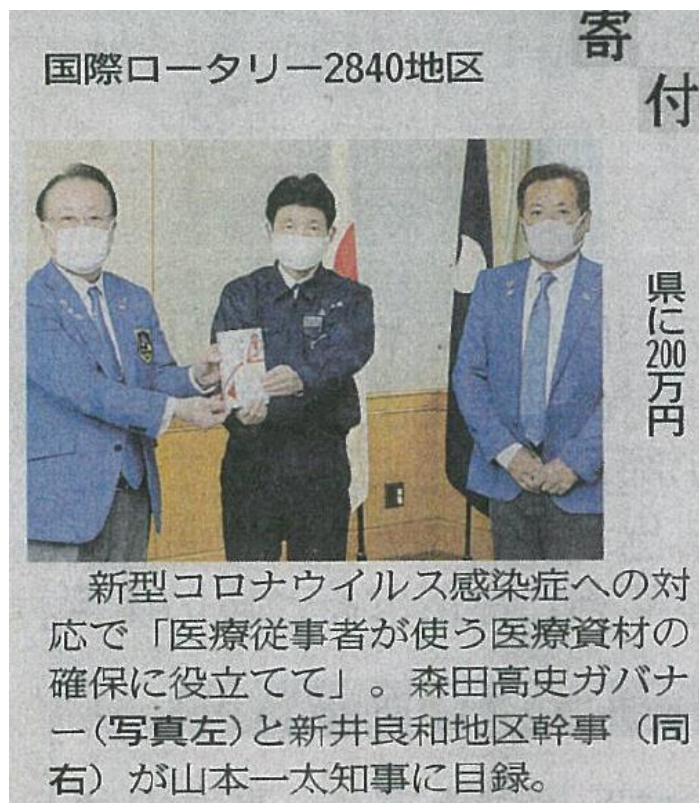 寄付
国際ロータリー2840地区
県に200万円
　新型コロナウイルス感染症への対
応で「医療従事者が使う医療資材の
確保に役立てて」。森田高史ガバナ
ー(写真左)と新井良和地区幹事（同
右）が山本一太知事に目録。